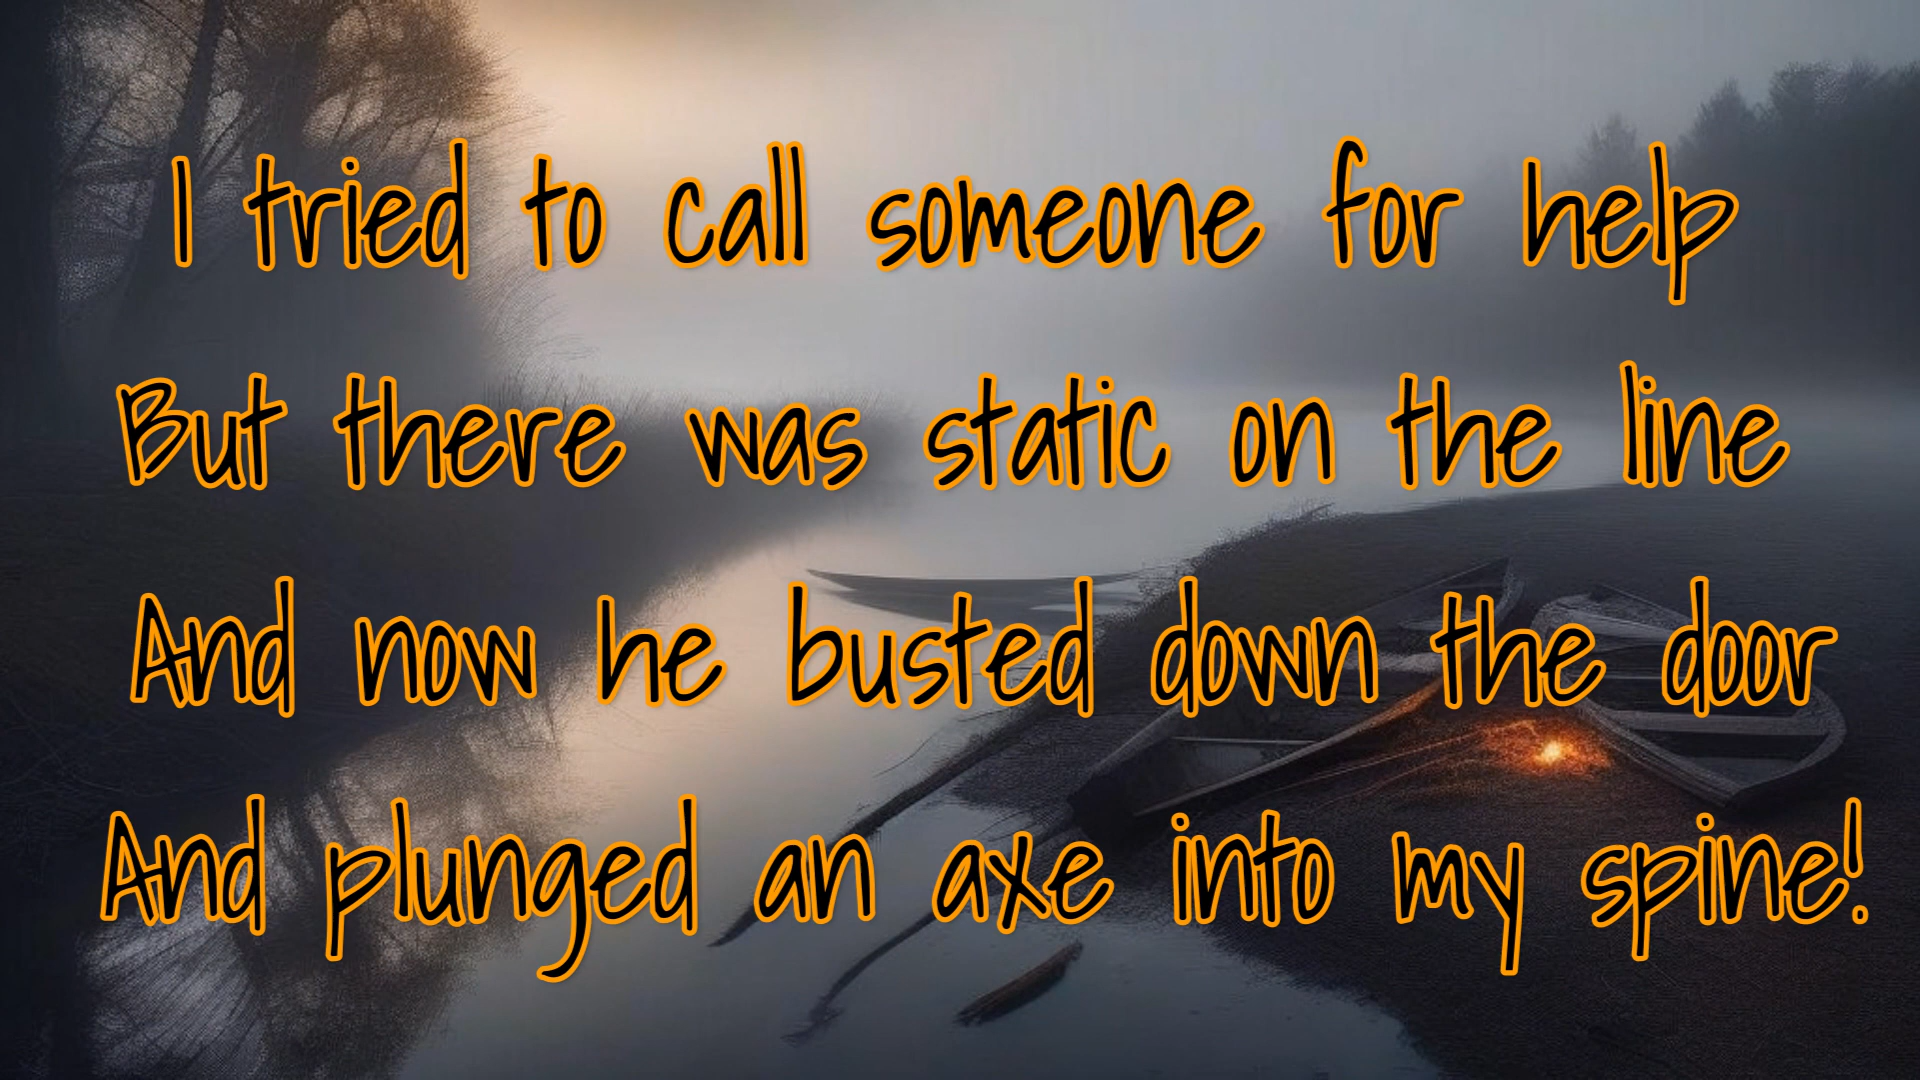 I tried to call someone for help
But there was static on the line
And now he busted down the door
And plunged an axe into my spine!